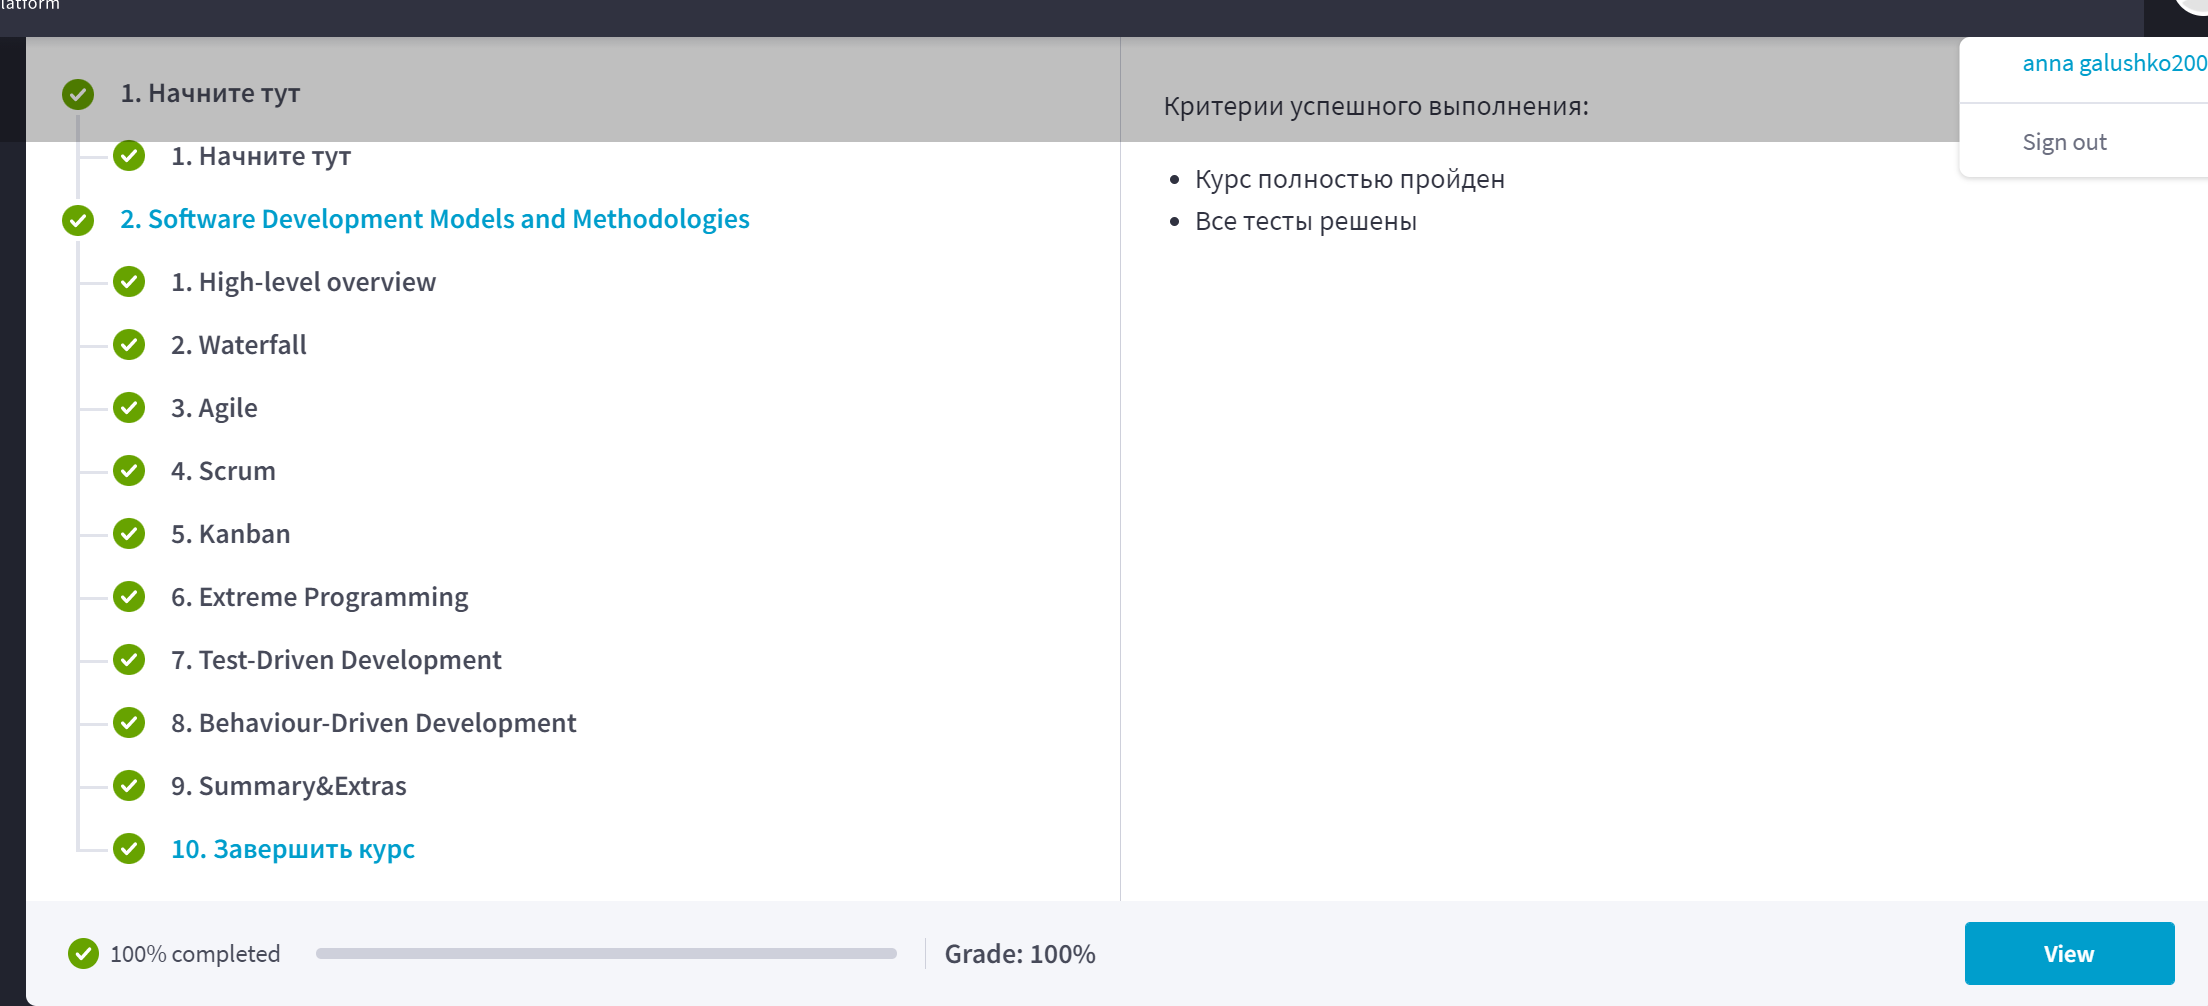 1. Начните тут
1. Начните тут
2. Software Development Models and Methodologies
1. High-level overview
2. Waterfall
3. Agile
4. Scrum
5. Kanban
6. Extreme Programming
7. Test-Driven Development
8. Behaviour-Driven Development
9. Summary&Extras
10. Завершить курс
Критерии успешного выполнения:
• Курс полностью пройден
• Все тесты решены
anna galushko200
Sign out
100% completed
Grade: 100%
View